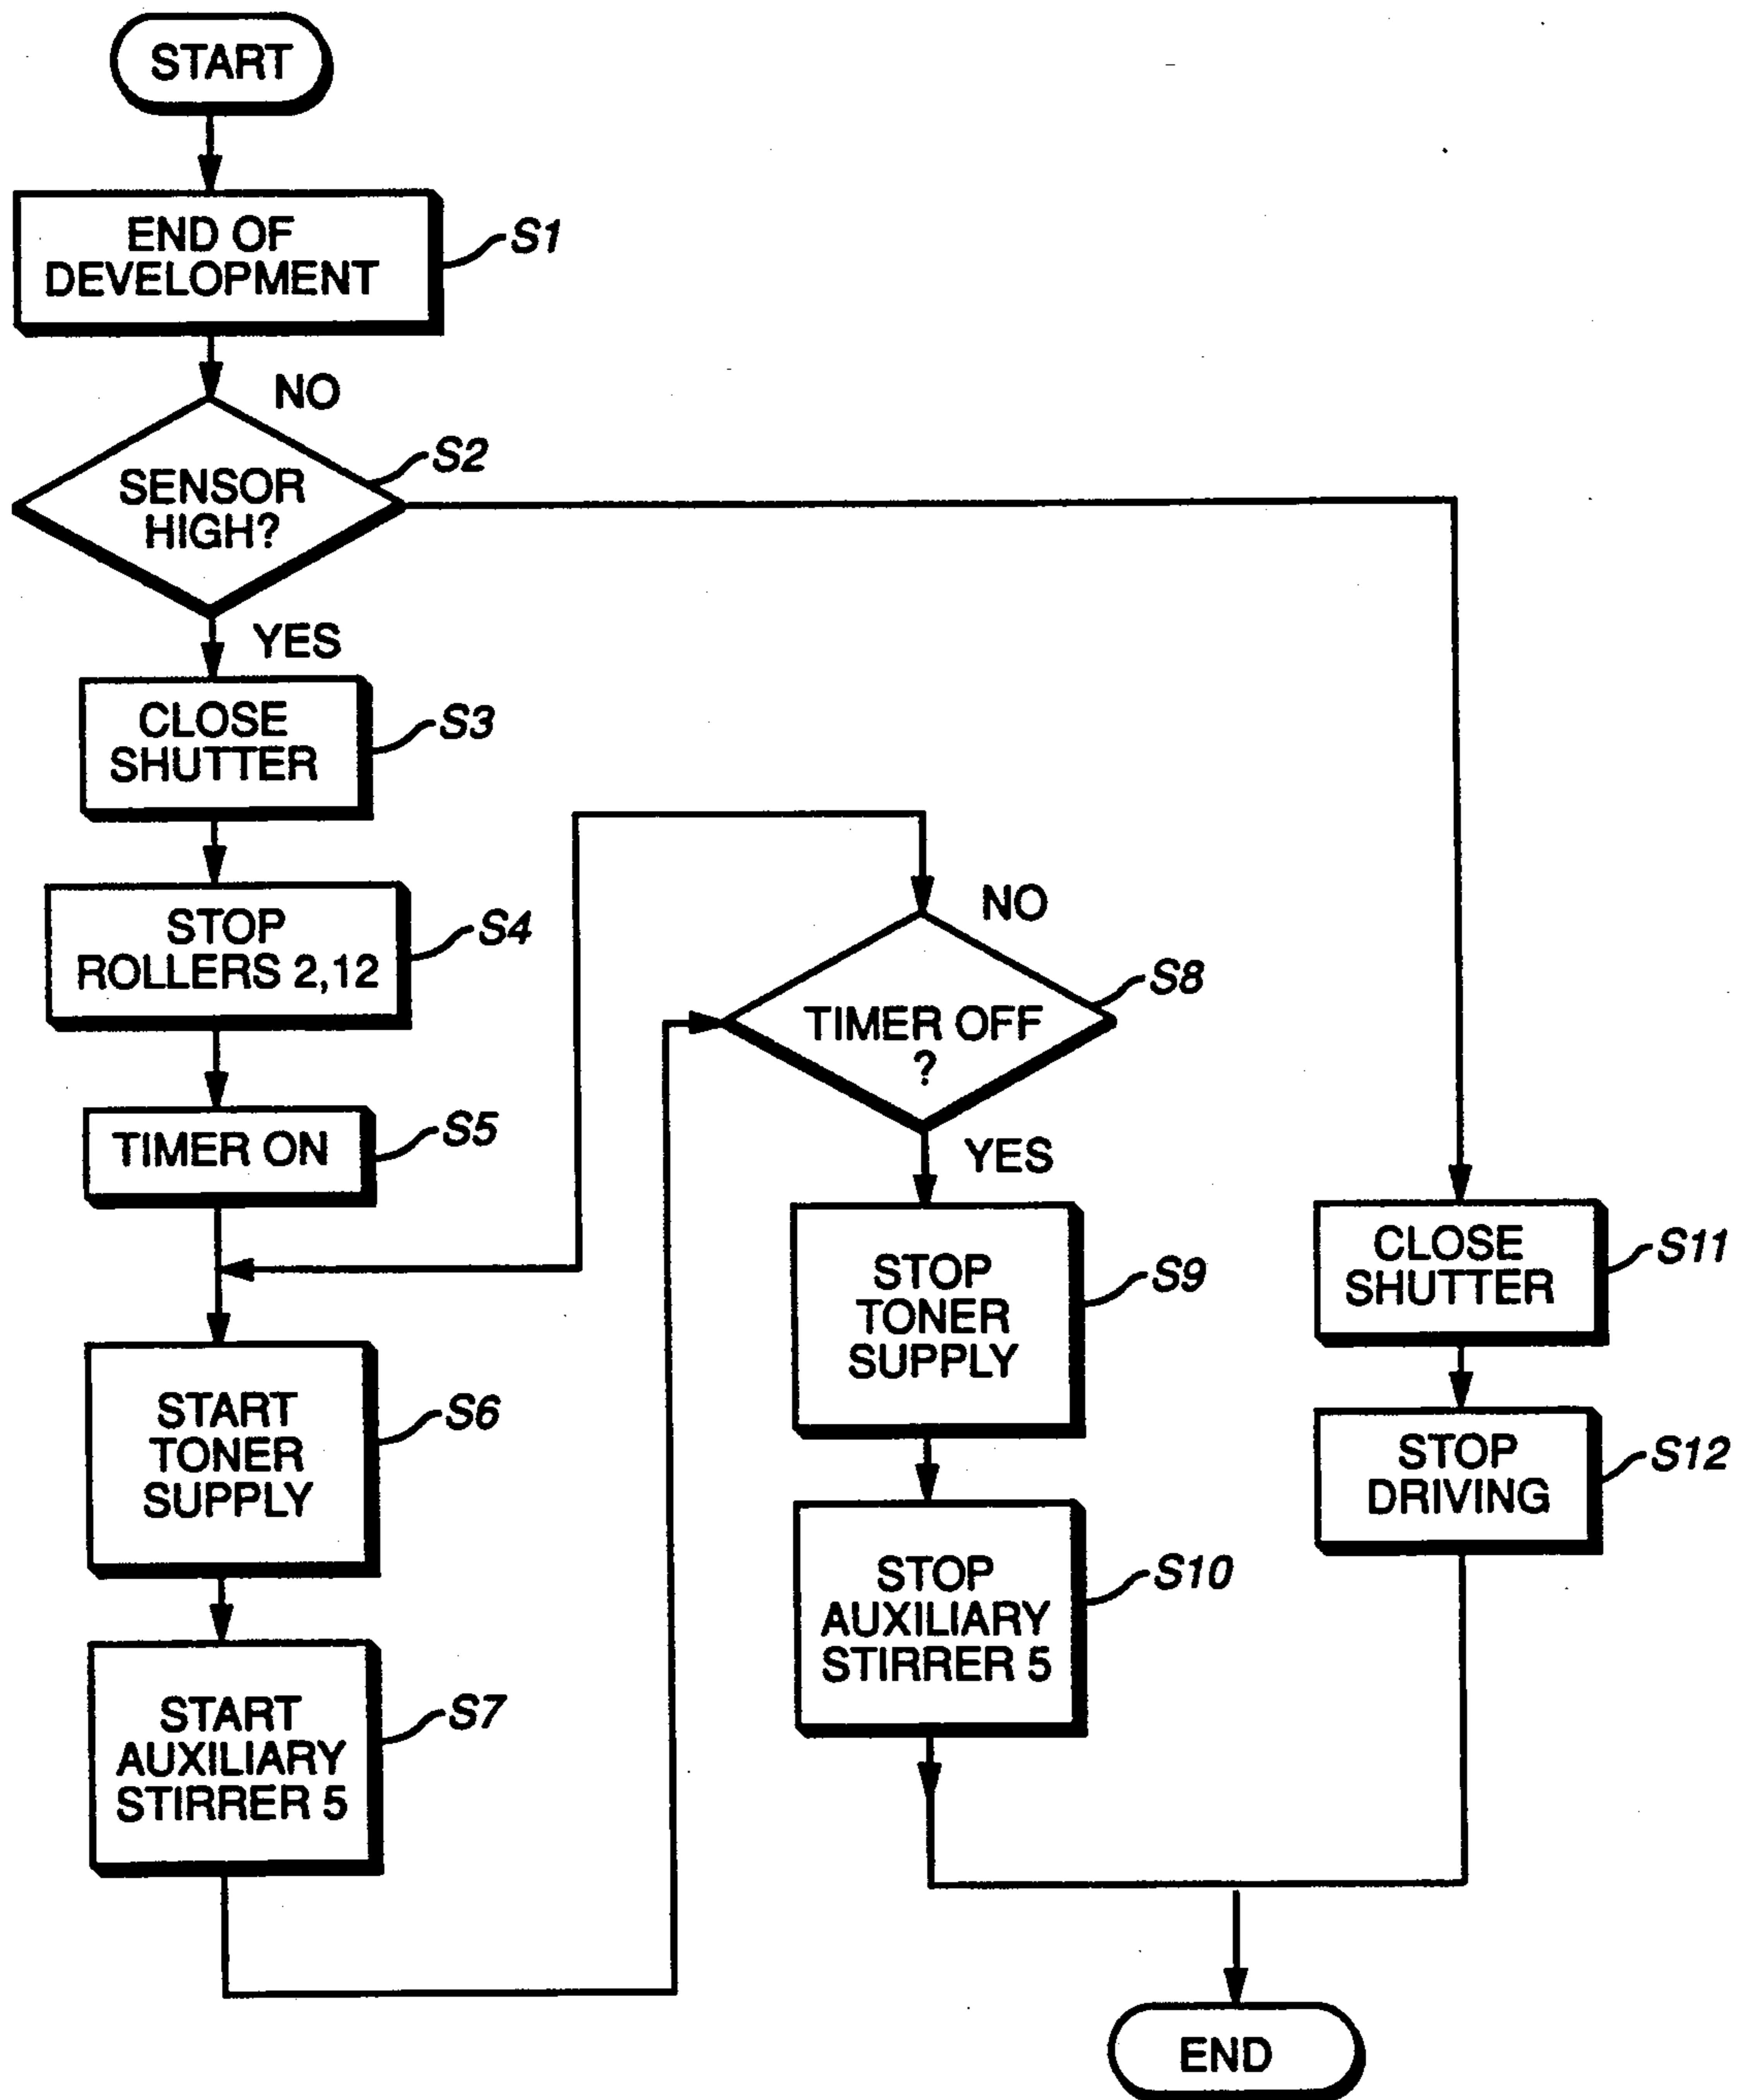 START
END OF
DEVELOPMENT
S1
NO
SENSOR
HIGH?
S2
YES
CLOSE
SHUTTER
S3
STOP
ROLLERS 2,12
S4
TIMER ON
S5
START
TONER
SUPPLY
S6
START
AUXILIARY
STIRRER 5
S7
NO
TIMER OFF
?
S8
YES
STOP
TONER
SUPPLY
S9
STOP
AUXILIARY
STIRRER 5
S10
CLOSE
SHUTTER
S11
STOP
DRIVING
S12
END